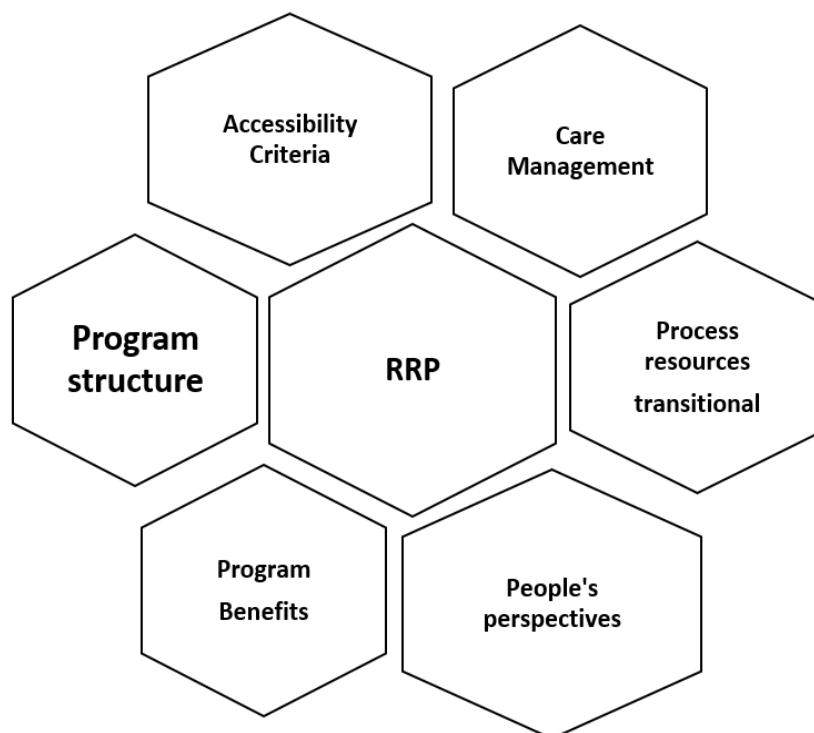 Accessibility
Criteria
Care
Management
Program
structure
RRP
Process
resources
transitional
Program
Benefits
People's
perspectives